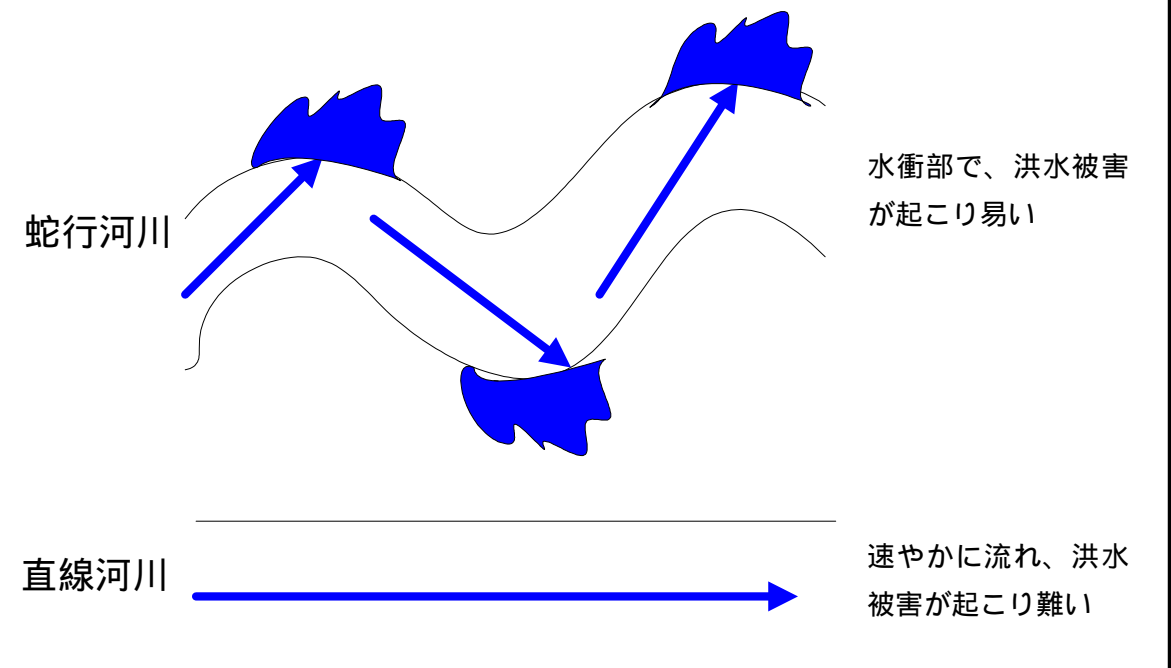 水衝部で、洪水被害
が起こり易い
蛇行河川
速やかに流れ、洪水
被害が起こり難い
直線河川